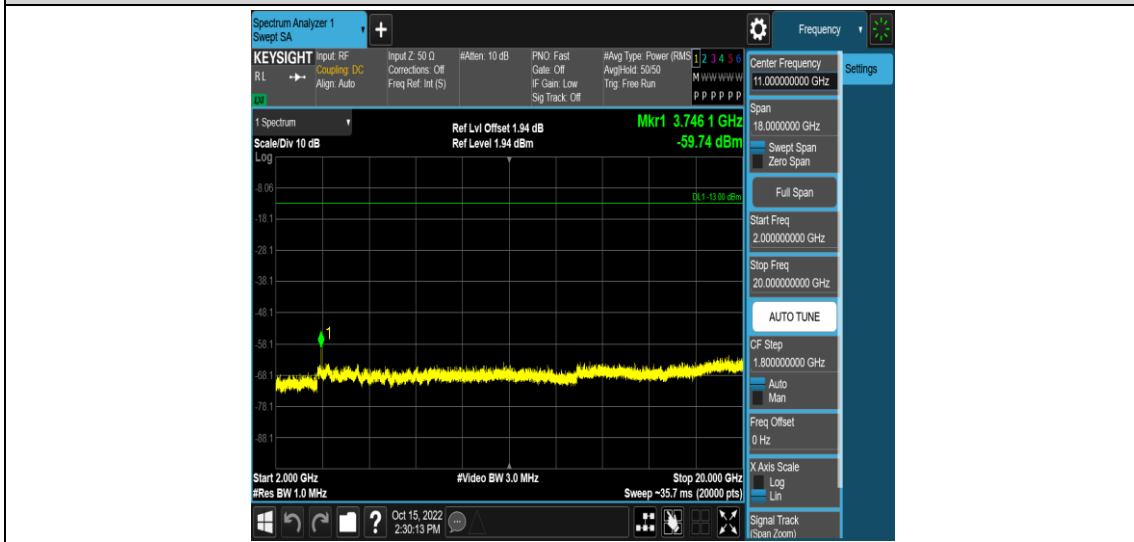 Spectrum Analyzer 1
Swept SA
+
Frequency
KEYSIGHT
RL
LXI
Input: RF
Coupling: DC
Align: Auto
Input Z: 50 Ω
Corrections: Off
Freq Ref: Int (S)
#Atten: 10 dB
PNO: Fast
Gate: Off
IF Gain: Low
Sig Track: Off
#Avg Type: Power (RMS
Avg|Hold: 50/50
Trig: Free Run
1 2 3 4 5 6
M W W W W W
P P P P P P
1 Spectrum
Scale/Div 10 dB
Log
Ref Lvl Offset 1.94 dB
Ref Level 1.94 dBm
Mkr1 3.746 1 GHz
-59.74 dBm
-8.06
DL1 -13.00 dBm
-18.1
-28.1
-38.1
-48.1
1
-58.1
-68.1
-78.1
-88.1
Start 2.000 GHz
#Res BW 1.0 MHz
#Video BW 3.0 MHz
Stop 20.000 GHz
Sweep ~35.7 ms (20000 pts)
?
Oct 15, 2022
2:30:13 PM
Center Frequency
11.000000000 GHz
Settings
Span
18.0000000 GHz
Swept Span
Zero Span
Full Span
Start Freq
2.000000000 GHz
Stop Freq
20.000000000 GHz
AUTO TUNE
CF Step
1.800000000 GHz
Auto
Man
Freq Offset
0 Hz
X Axis Scale
Log
Lin
Signal Track
(Span Zoom)